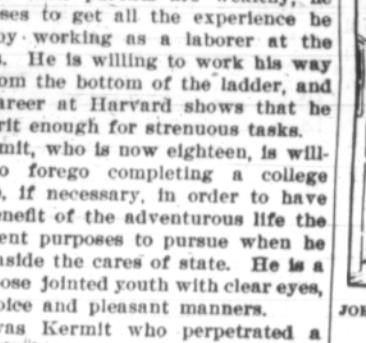 ses to get all the experience he
by working as a laborer at the
. He is willing to work his way
om the bottom of the ladder, and
areer at Harvard shows that he
rit enough for strenuous tasks.
mit, who is now eighteen, is will-
o forego completing a college
, if necessary, in order to have
nefit of the adventurous life the
ent purposes to pursue when he
aside the cares of state. He is a
ose jointed youth with clear eyes,
oice and pleasant manners.
vas Kermit who perpetrated a
JOH